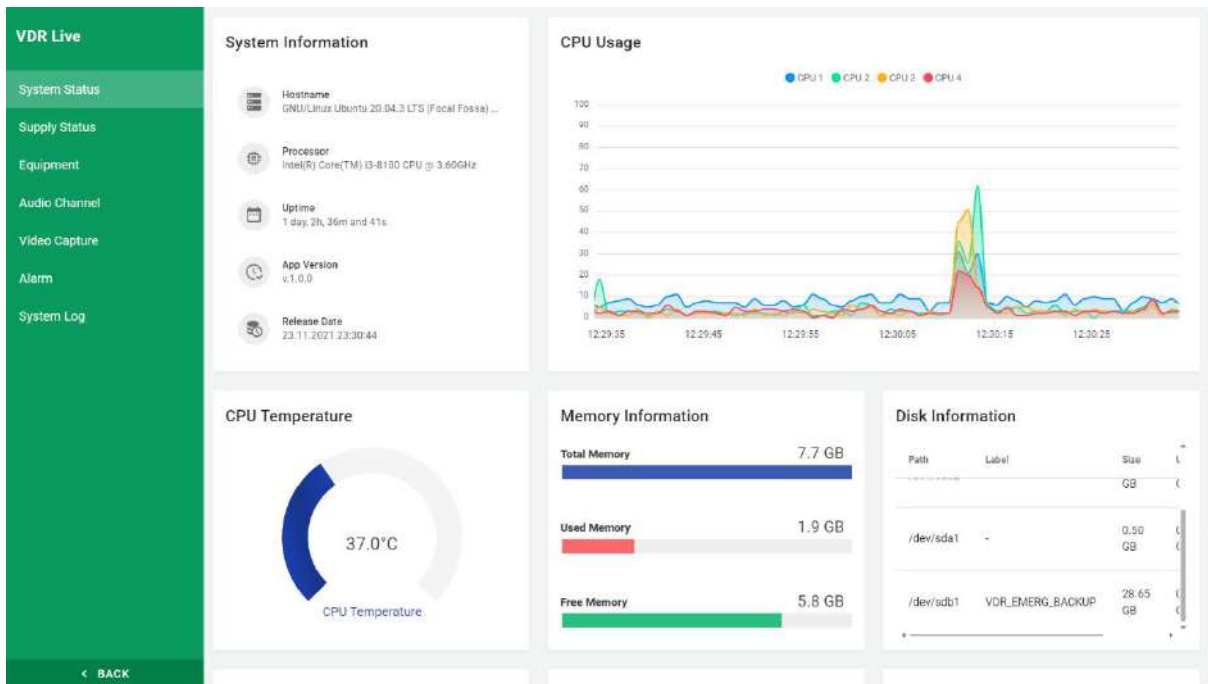 VDR Live
System Status
Supply Status
Equipment
Audio Channel
Video Capture
Alarm
System Log
< BACK
System Information
Hostname
GNU/Linux Ubuntu 20.04.3 LTS (Focal Fossa) ...
Processor
Intel(R) Core(TM) i3-8100 CPU @ 3.60GHz
Uptime
1 day, 2h, 36m and 41s
App Version
v.1.0.0
Release Date
23.11.2021 23:30:44
CPU Usage
CPU 1 CPU 2 CPU 3 CPU 4
100
90
80
70
60
50
40
30
20
10
0
12:29:35 12:29:45 12:29:55 12:30:05 12:30:15 12:30:25
CPU Temperature
37.0°C
CPU Temperature
Memory Information
Total Memory 7.7 GB
Used Memory 1.9 GB
Free Memory 5.8 GB
Disk Information
Path Label Size
GB
/dev/sda1 - 0.50
GB
/dev/sdb1 VDR_EMERG_BACKUP 28.65
GB